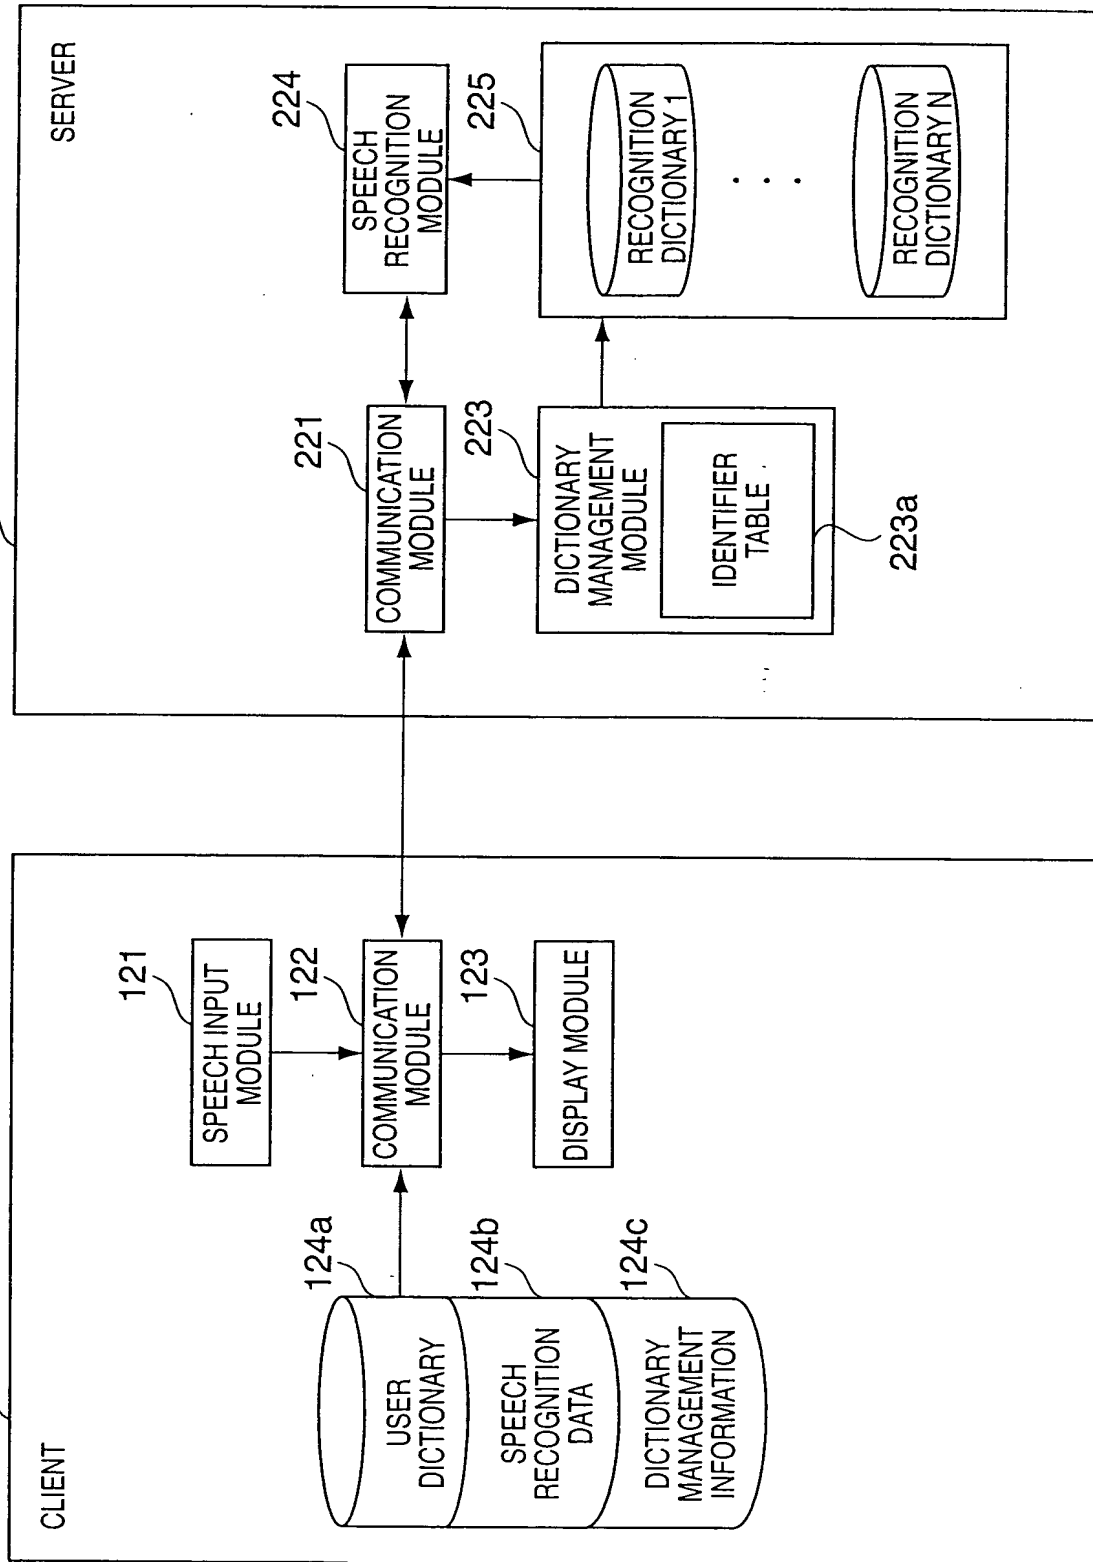 CLIENT
121
SPEECH INPUT
MODULE
122
COMMUNICATION
MODULE
123
DISPLAY MODULE
124a
USER
DICTIONARY
124b
SPEECH
RECOGNITION
DATA
124c
DICTIONARY
MANAGEMENT
INFORMATION
SERVER
221
COMMUNICATION
MODULE
224
SPEECH
RECOGNITION
MODULE
223
DICTIONARY
MANAGEMENT
MODULE
IDENTIFIER
TABLE
223a
225
RECOGNITION
DICTIONARY 1
. . .
RECOGNITION
DICTIONARY N